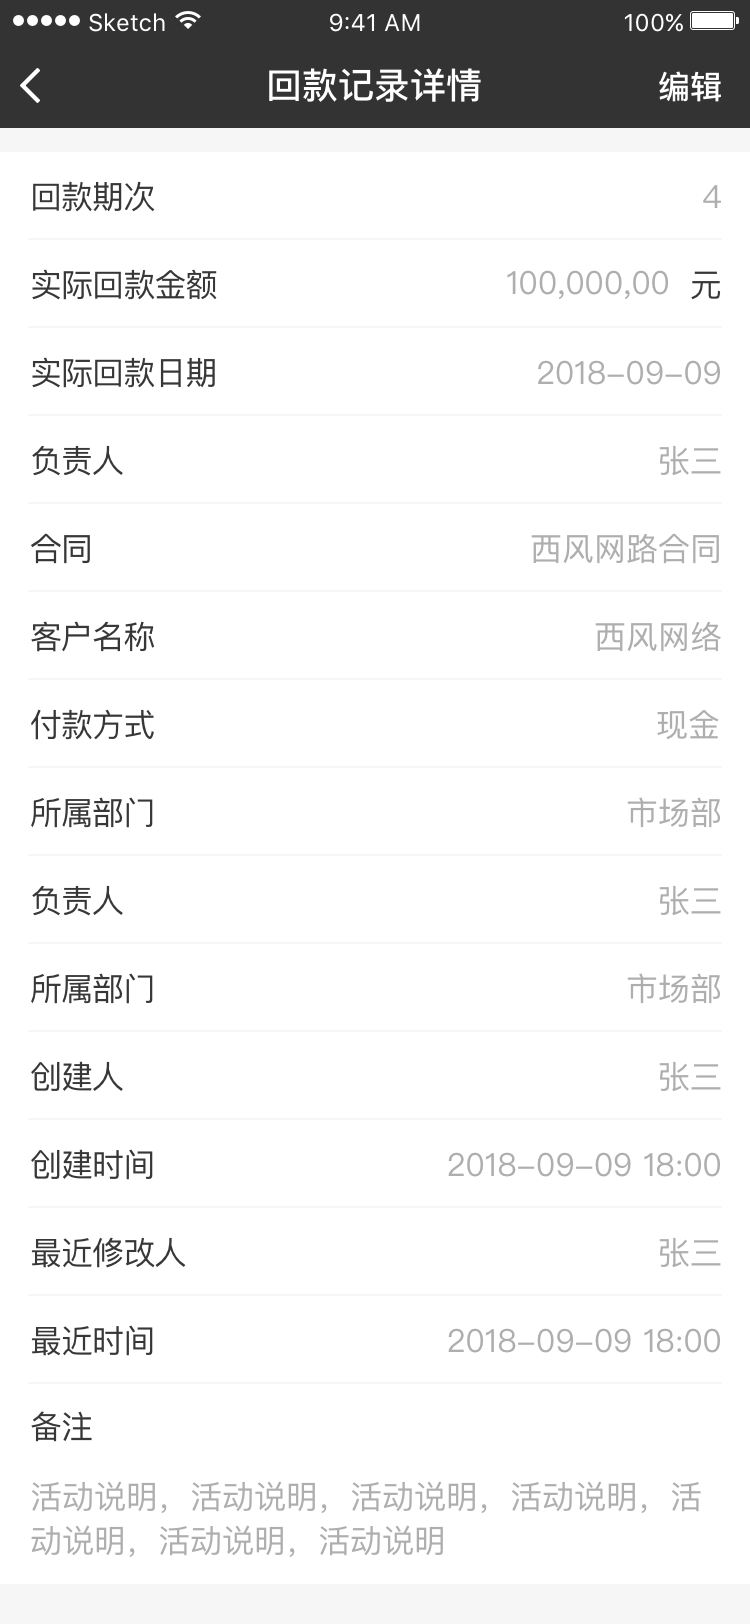 Sketch 9:41 AM 100%
回款记录详情 编辑
回款期次 4
实际回款金额 100,000,00 元
实际回款日期 2018-09-09
负责人 张三
合同 西风网路合同
客户名称 西风网络
付款方式 现金
所属部门 市场部
负责人 张三
所属部门 市场部
创建人 张三
创建时间 2018-09-09 18:00
最近修改人 张三
最近时间 2018-09-09 18:00
备注
活动说明，活动说明，活动说明，活动说明，活
动说明，活动说明，活动说明